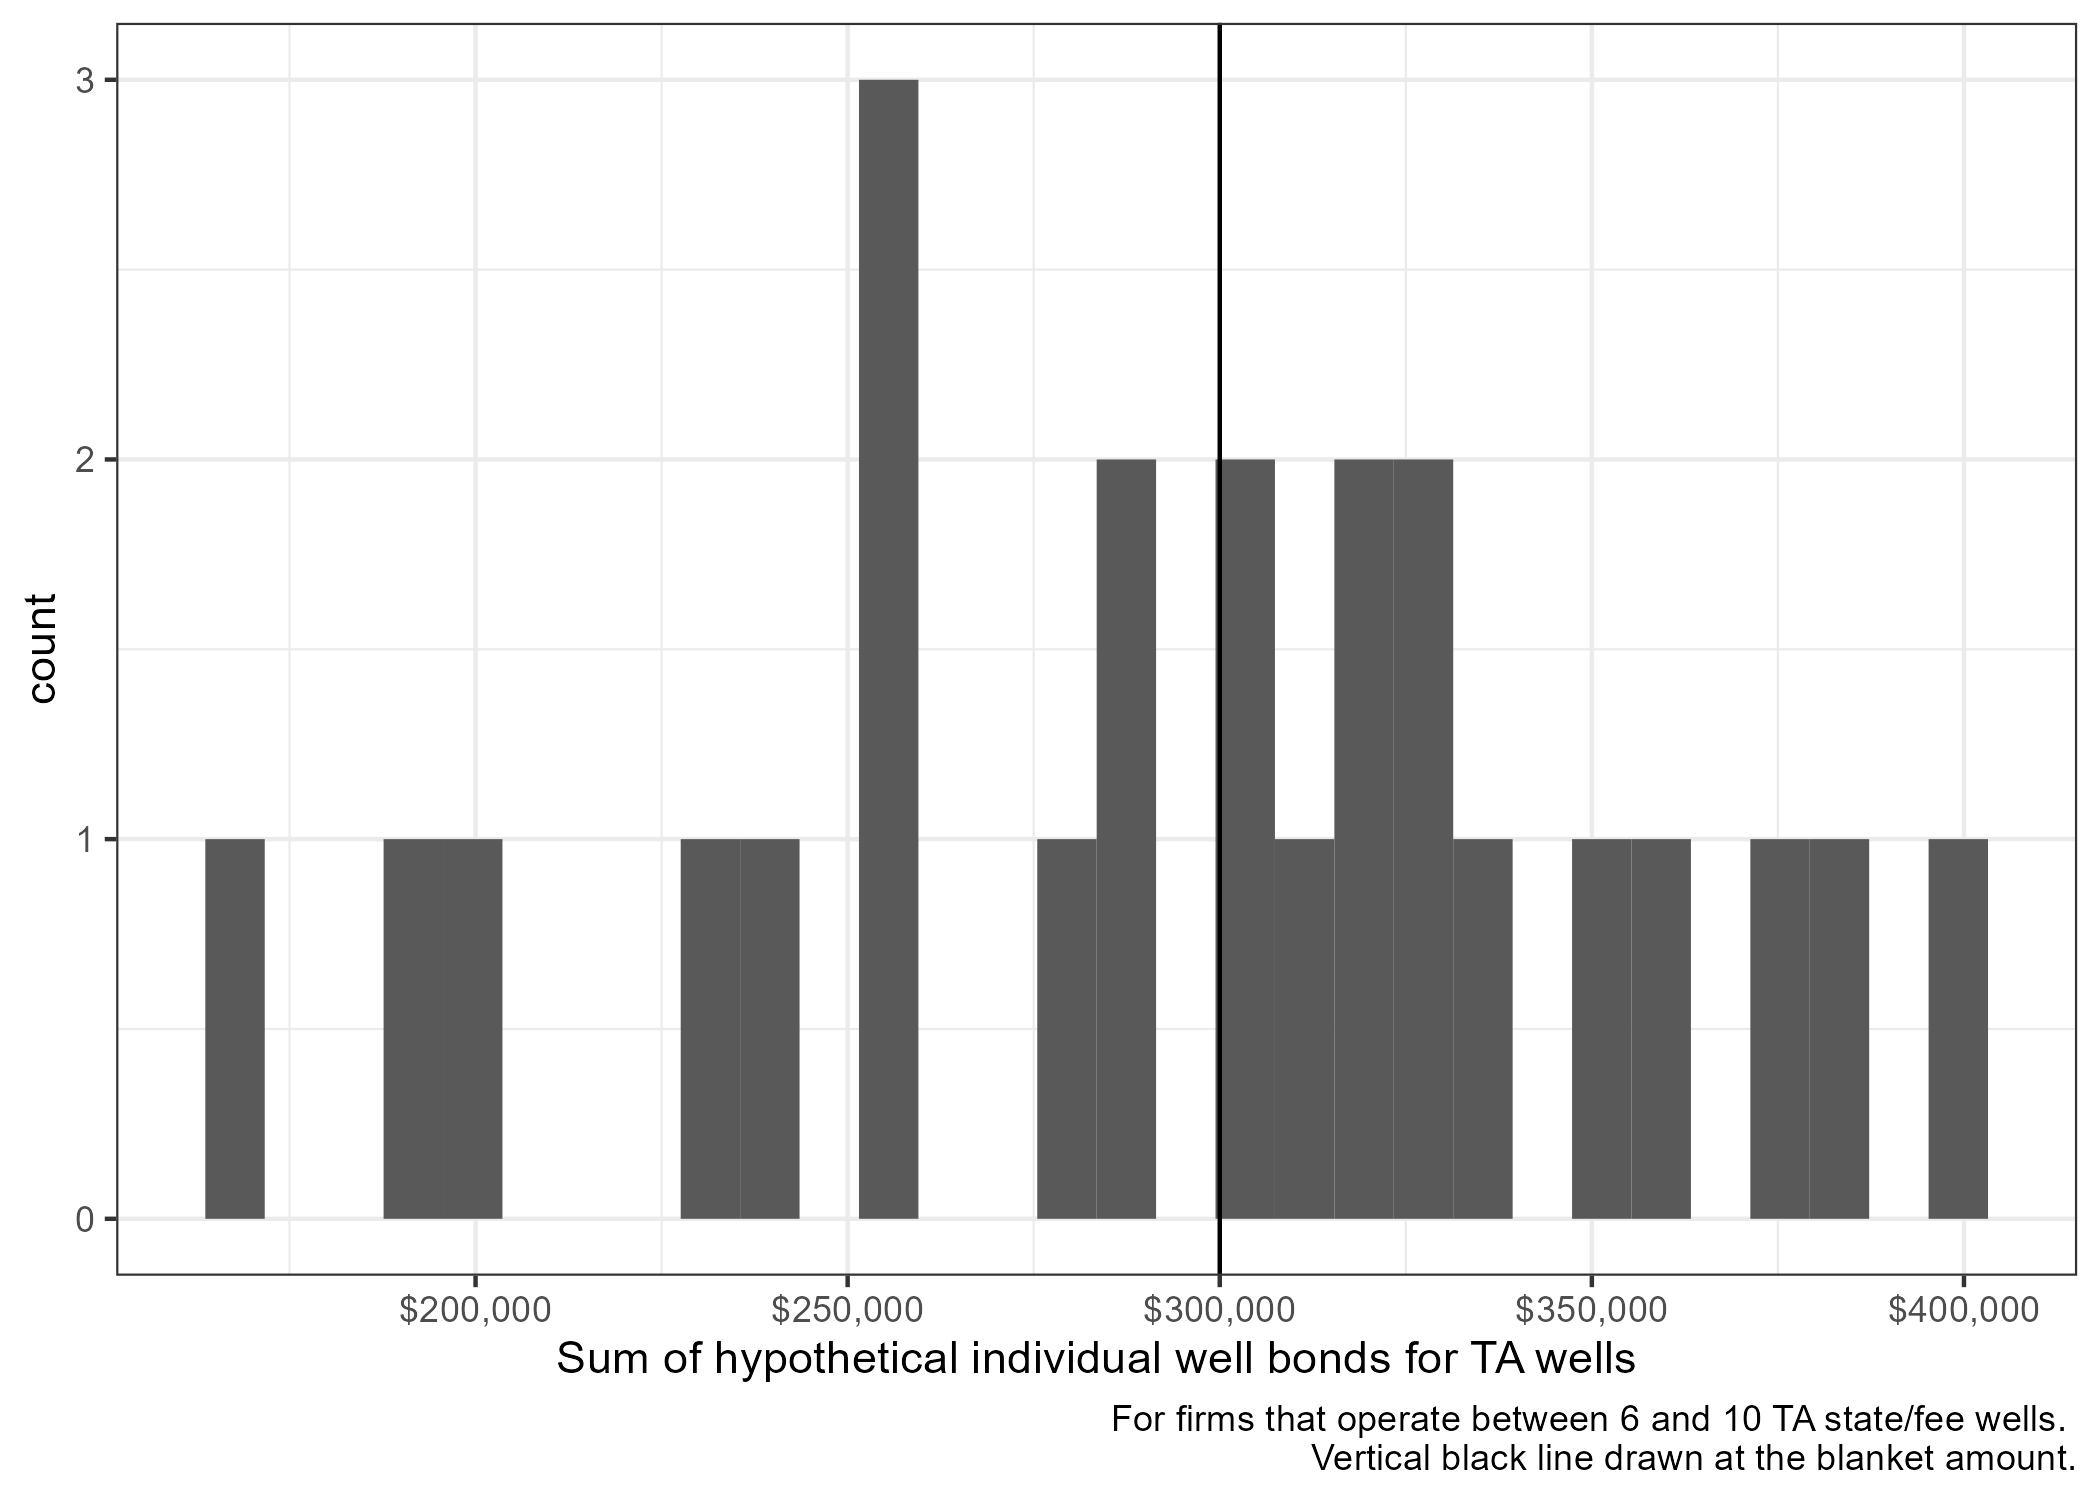 3
2
1
0
count
$200,000 $250,000 $300,000 $350,000 $400,000
Sum of hypothetical individual well bonds for TA wells
For firms that operate between 6 and 10 TA state/fee wells.
Vertical black line drawn at the blanket amount.